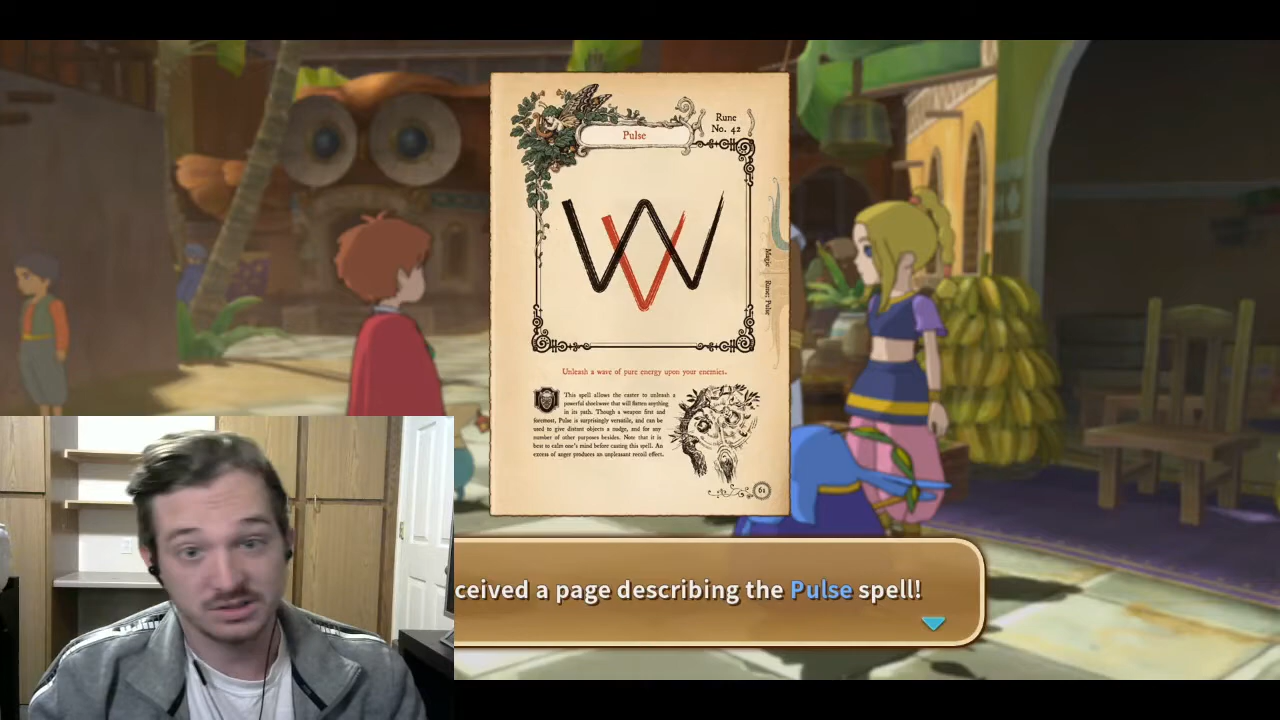 Pulse
Rune
No. 42
Magic
Rune: Pulse
Unleash a wave of pure energy upon your enemies.
This spell allows the caster to unleash a
powerful shockwave that will flatten anything
in its path. Though a weapon first and
foremost, Pulse is surprisingly versatile, and can be
used to give distant objects a nudge, and for any
number of other purposes besides. Note that it is
best to calm one's mind before casting this spell. An
excess of anger produces an unpleasant recoil effect.
61
ceived a page describing the Pulse spell!